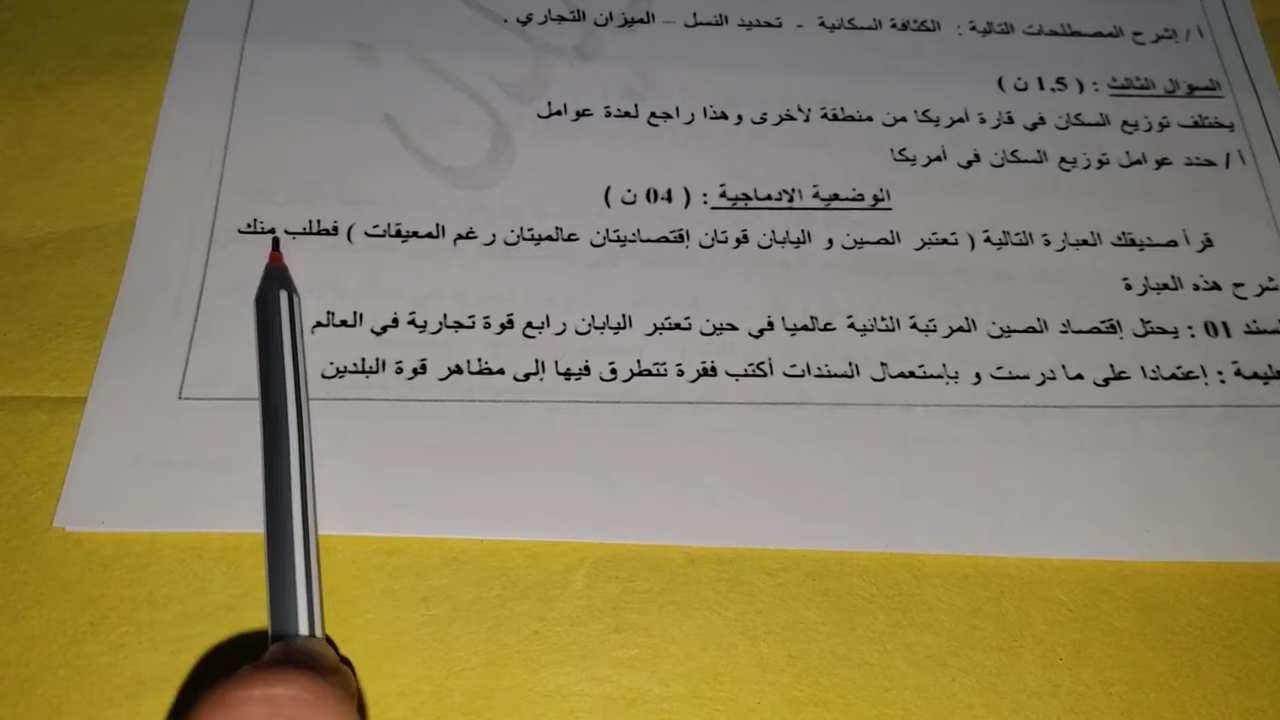 أ / إشرح المصطلحات التالية : الكثافة السكانية - تحديد النسل – الميزان التجاري .
السؤال الثالث : ( 1,5 ن )
يختلف توزيع السكان في قارة أمريكا من منطقة لأخرى وهذا راجع لعدة عوامل
أ / حدد عوامل توزيع السكان في أمريكا
الوضعية الإدماجية : ( 04 ن )
قرأ صديقك العبارة التالية ( تعتبر الصين و اليابان قوتان إقتصاديتان عالميتان رغم المعيقات ) فطلب منك
شرح هذه العبارة
سند 01 : يحتل إقتصاد الصين المرتبة الثانية عالميا في حين تعتبر اليابان رابع قوة تجارية في العالم
عليمة : إعتمادا على ما درست و بإستعمال السندات أكتب فقرة تتطرق فيها إلى مظاهر قوة البلدين